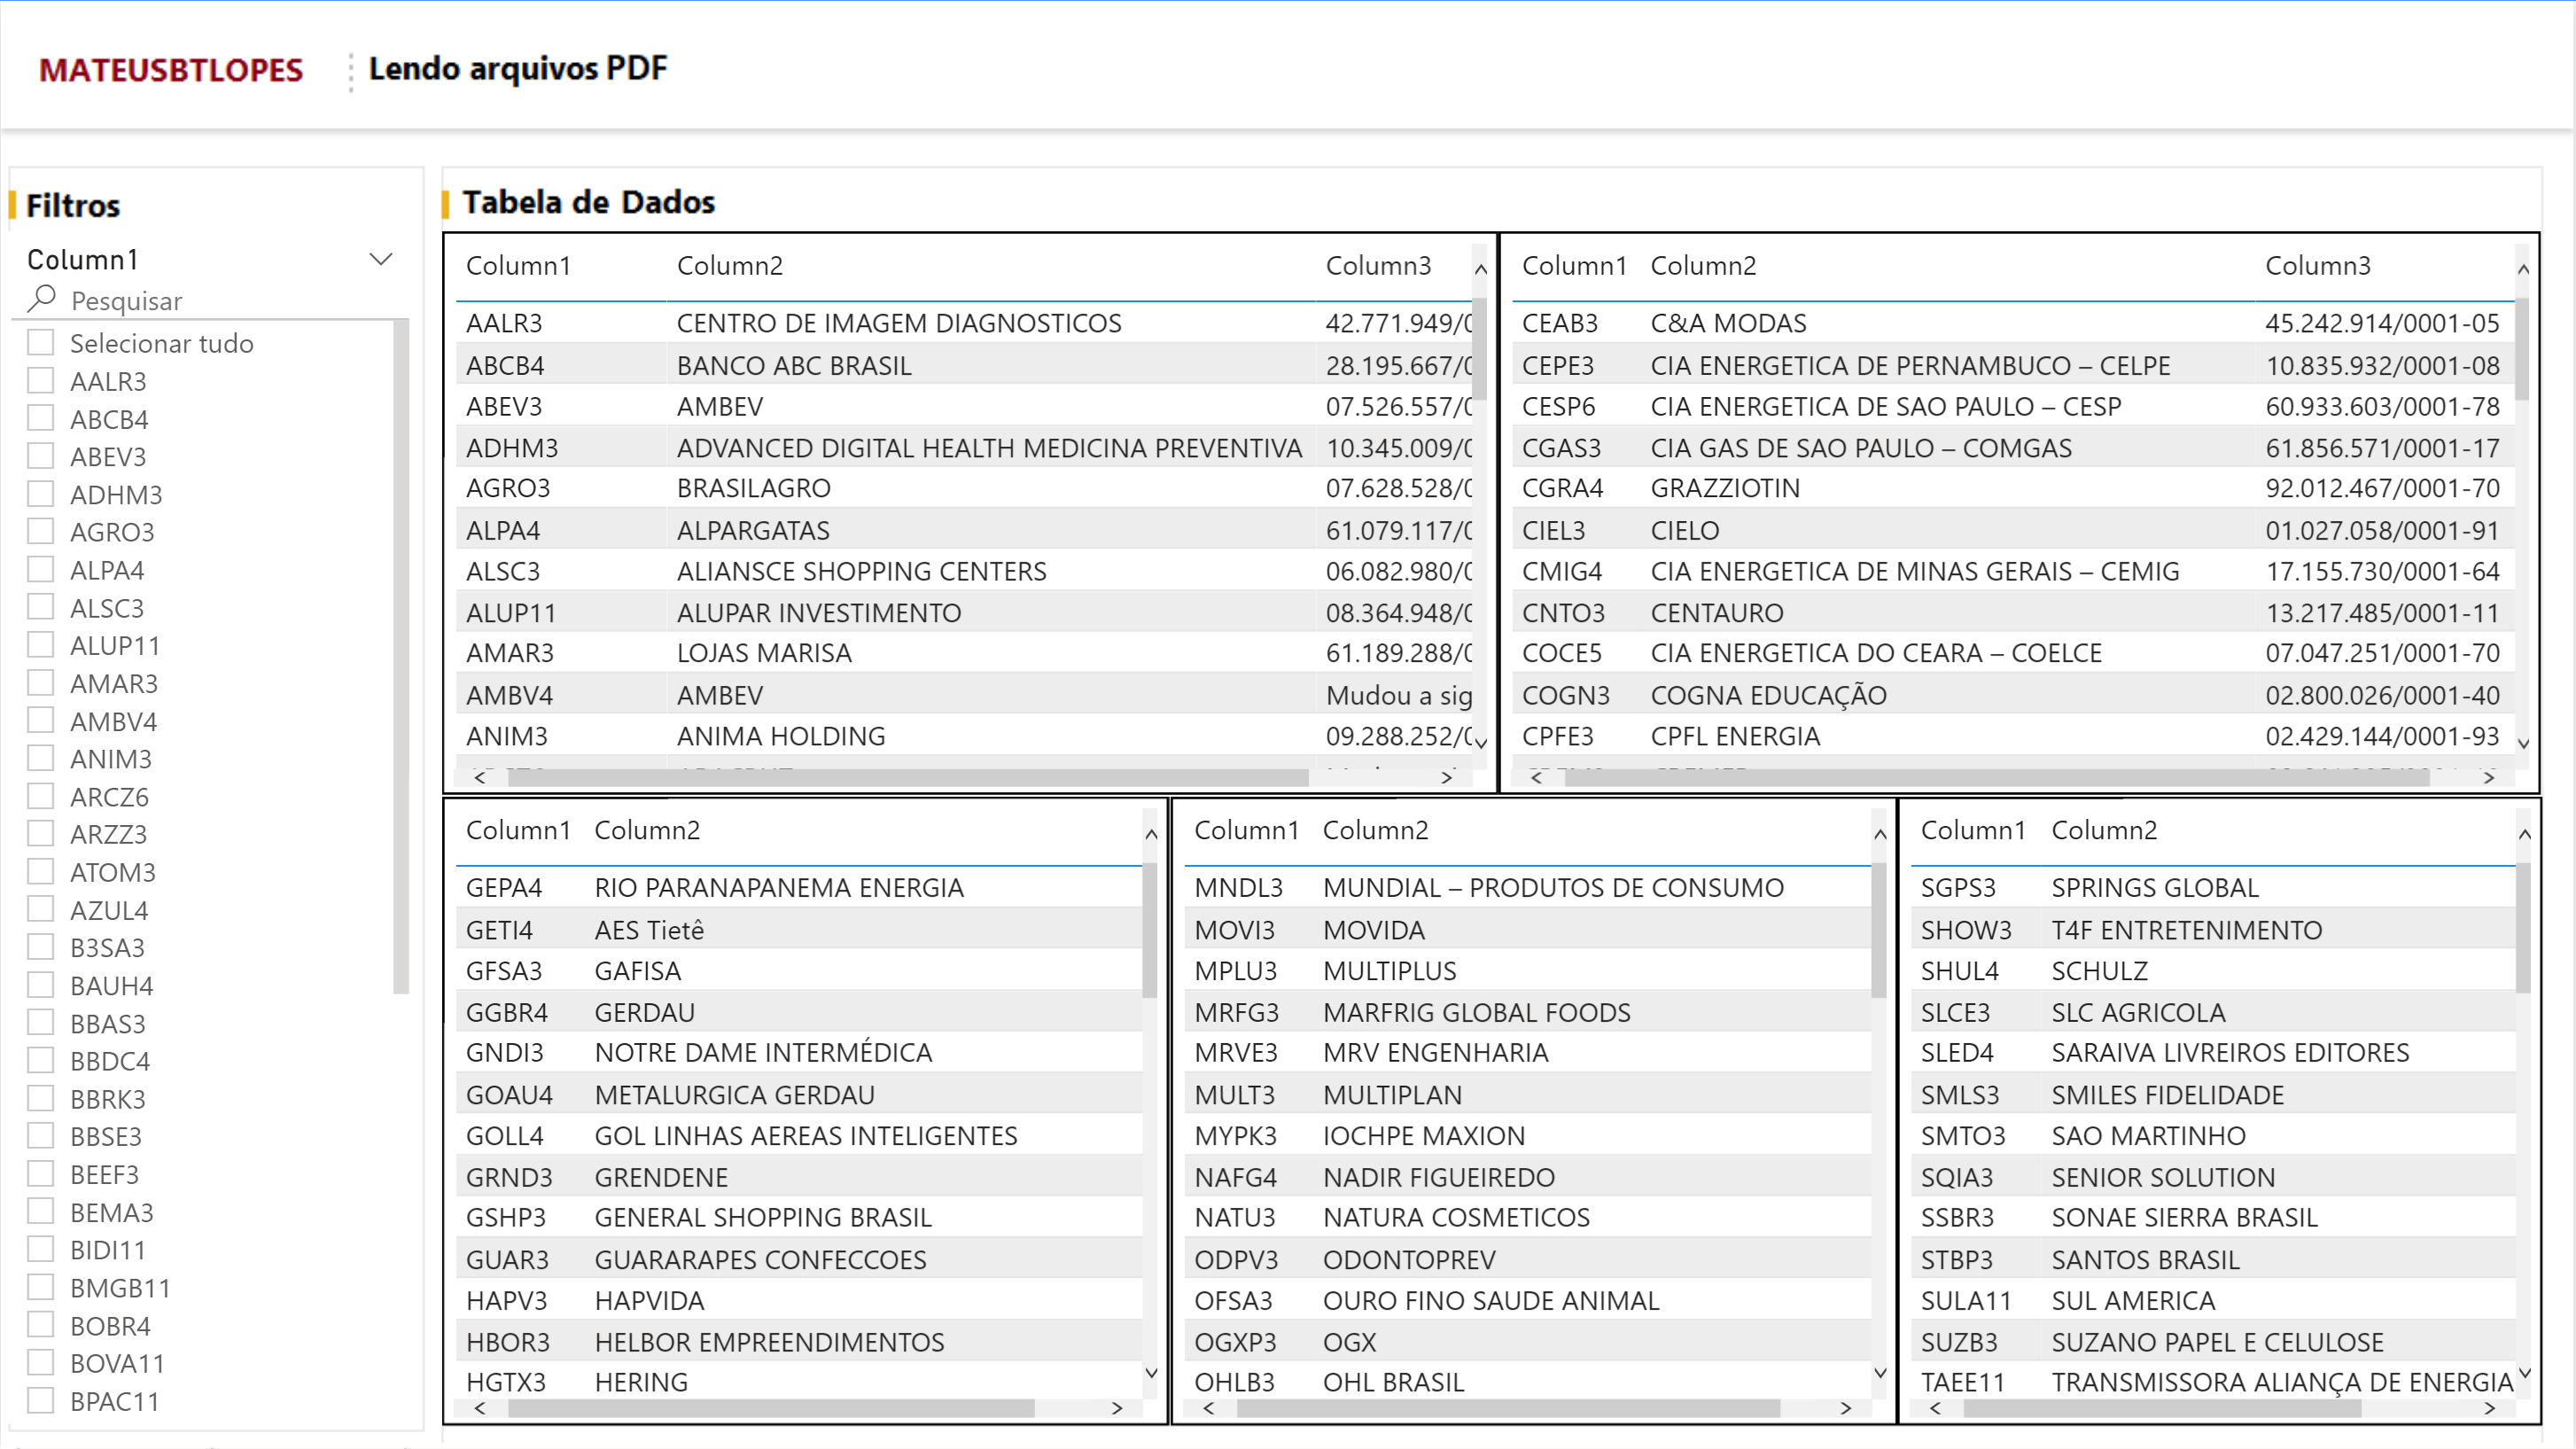 MATEUSBTLOPES Lendo arquivos PDF
Filtros
Column1
Pesquisar
Selecionar tudo
AALR3
ABCB4
ABEV3
ADHM3
AGRO3
ALPA4
ALSC3
ALUP11
AMAR3
AMBV4
ANIM3
ARCZ6
ARZZ3
ATOM3
AZUL4
B3SA3
BAUH4
BBAS3
BBDC4
BBRK3
BBSE3
BEEF3
BEMA3
BIDI11
BMGB11
BOBR4
BOVA11
BPAC11
Tabela de Dados
Column1 Column2 Column3
AALR3 CENTRO DE IMAGEM DIAGNOSTICOS 42.771.949/0
ABCB4 BANCO ABC BRASIL 28.195.667/0
ABEV3 AMBEV 07.526.557/0
ADHM3 ADVANCED DIGITAL HEALTH MEDICINA PREVENTIVA 10.345.009/0
AGRO3 BRASILAGRO 07.628.528/0
ALPA4 ALPARGATAS 61.079.117/0
ALSC3 ALIANSCE SHOPPING CENTERS 06.082.980/0
ALUP11 ALUPAR INVESTIMENTO 08.364.948/0
AMAR3 LOJAS MARISA 61.189.288/0
AMBV4 AMBEV Mudou a sig
ANIM3 ANIMA HOLDING 09.288.252/0
Column1 Column2 Column3
CEAB3 C&A MODAS 45.242.914/0001-05
CEPE3 CIA ENERGETICA DE PERNAMBUCO – CELPE 10.835.932/0001-08
CESP6 CIA ENERGETICA DE SAO PAULO – CESP 60.933.603/0001-78
CGAS3 CIA GAS DE SAO PAULO – COMGAS 61.856.571/0001-17
CGRA4 GRAZZIOTIN 92.012.467/0001-70
CIEL3 CIELO 01.027.058/0001-91
CMIG4 CIA ENERGETICA DE MINAS GERAIS – CEMIG 17.155.730/0001-64
CNTO3 CENTAURO 13.217.485/0001-11
COCE5 CIA ENERGETICA DO CEARA – COELCE 07.047.251/0001-70
COGN3 COGNA EDUCAÇÃO 02.800.026/0001-40
CPFE3 CPFL ENERGIA 02.429.144/0001-93
Column1 Column2
GEPA4 RIO PARANAPANEMA ENERGIA
GETI4 AES Tietê
GFSA3 GAFISA
GGBR4 GERDAU
GNDI3 NOTRE DAME INTERMÉDICA
GOAU4 METALURGICA GERDAU
GOLL4 GOL LINHAS AEREAS INTELIGENTES
GRND3 GRENDENE
GSHP3 GENERAL SHOPPING BRASIL
GUAR3 GUARARAPES CONFECCOES
HAPV3 HAPVIDA
HBOR3 HELBOR EMPREENDIMENTOS
HGTX3 HERING
Column1 Column2
MNDL3 MUNDIAL – PRODUTOS DE CONSUMO
MOVI3 MOVIDA
MPLU3 MULTIPLUS
MRFG3 MARFRIG GLOBAL FOODS
MRVE3 MRV ENGENHARIA
MULT3 MULTIPLAN
MYPK3 IOCHPE MAXION
NAFG4 NADIR FIGUEIREDO
NATU3 NATURA COSMETICOS
ODPV3 ODONTOPREV
OFSA3 OURO FINO SAUDE ANIMAL
OGXP3 OGX
OHLB3 OHL BRASIL
Column1 Column2
SGPS3 SPRINGS GLOBAL
SHOW3 T4F ENTRETENIMENTO
SHUL4 SCHULZ
SLCE3 SLC AGRICOLA
SLED4 SARAIVA LIVREIROS EDITORES
SMLS3 SMILES FIDELIDADE
SMTO3 SAO MARTINHO
SQIA3 SENIOR SOLUTION
SSBR3 SONAE SIERRA BRASIL
STBP3 SANTOS BRASIL
SULA11 SUL AMERICA
SUZB3 SUZANO PAPEL E CELULOSE
TAEE11 TRANSMISSORA ALIANÇA DE ENERGIA